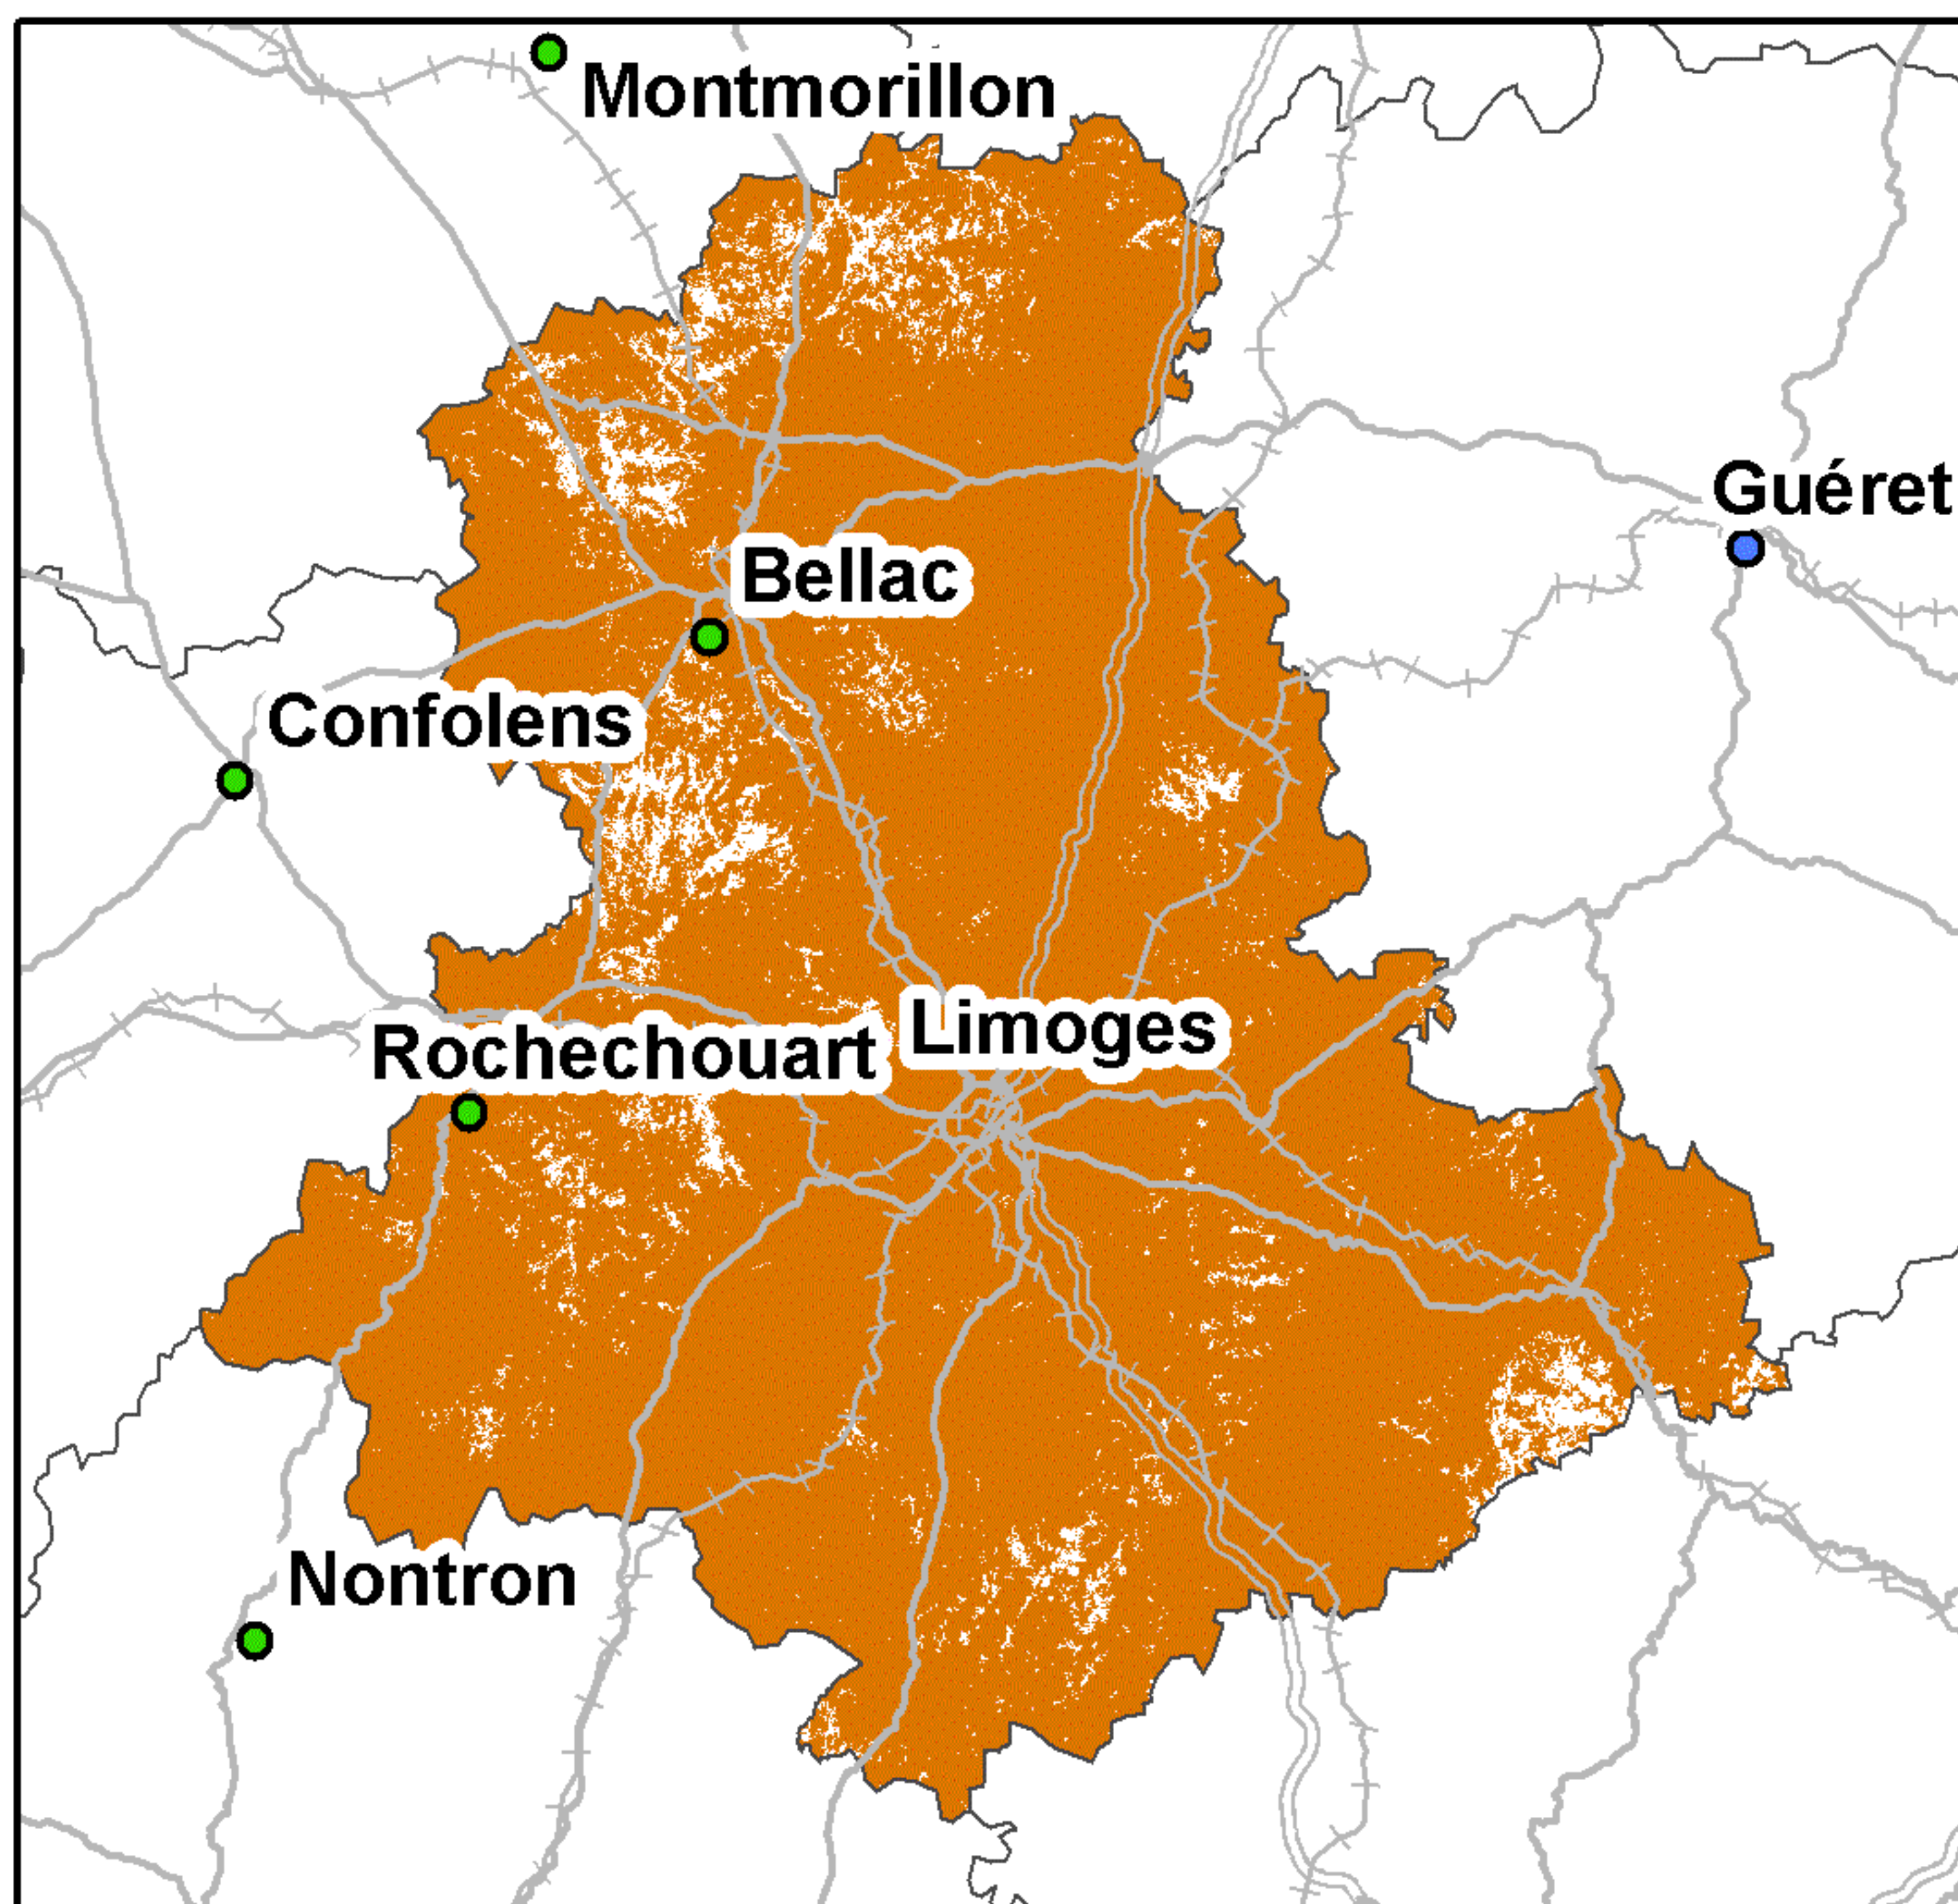 Montmorillon
Guéret
Bellac
Confolens
Limoges
Rochechouart
Nontron